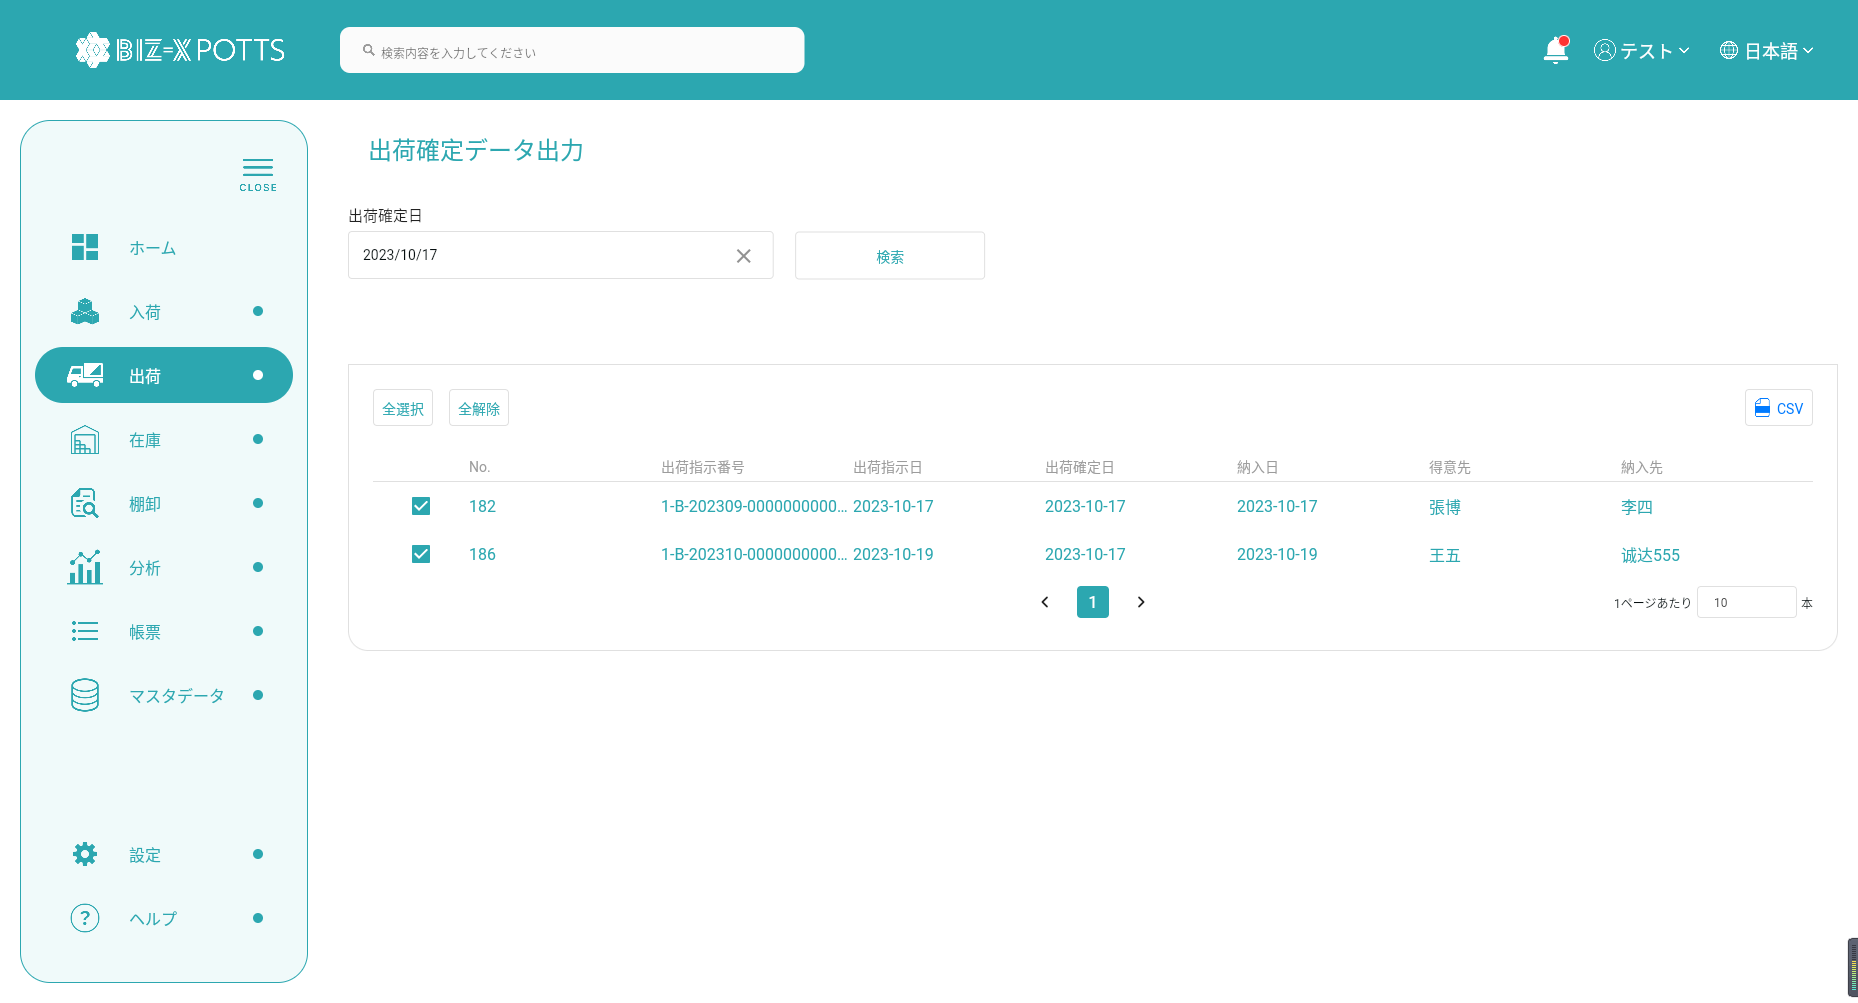 BIZ=X POTTS
検索内容を入力してください
テスト
日本語
CLOSE
ホーム
入荷
出荷
在庫
棚卸
分析
帳票
マスタデータ
設定
ヘルプ
出荷確定データ出力
出荷確定日
2023/10/17
検索
全選択 全解除 CSV
No. 出荷指示番号 出荷指示日 出荷確定日 納入日 得意先 納入先
182 1-B-202309-0000000000... 2023-10-17 2023-10-17 2023-10-17 張博 李四
186 1-B-202310-0000000000... 2023-10-19 2023-10-17 2023-10-19 王五 诚达555
1
1ページあたり 10 本